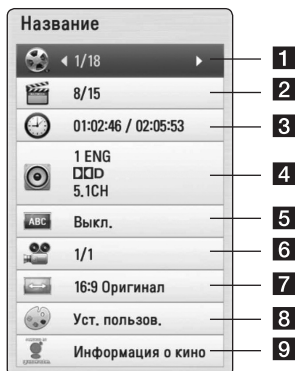 Название
1/18 1
8/15 2
01:02:46 / 02:05:53 3
1 ENG
D
5.1CH 4
ABC Выкл. 5
1/1 6
16:9 Оригинал 7
Уст. пользов. 8
Информация о кино 9